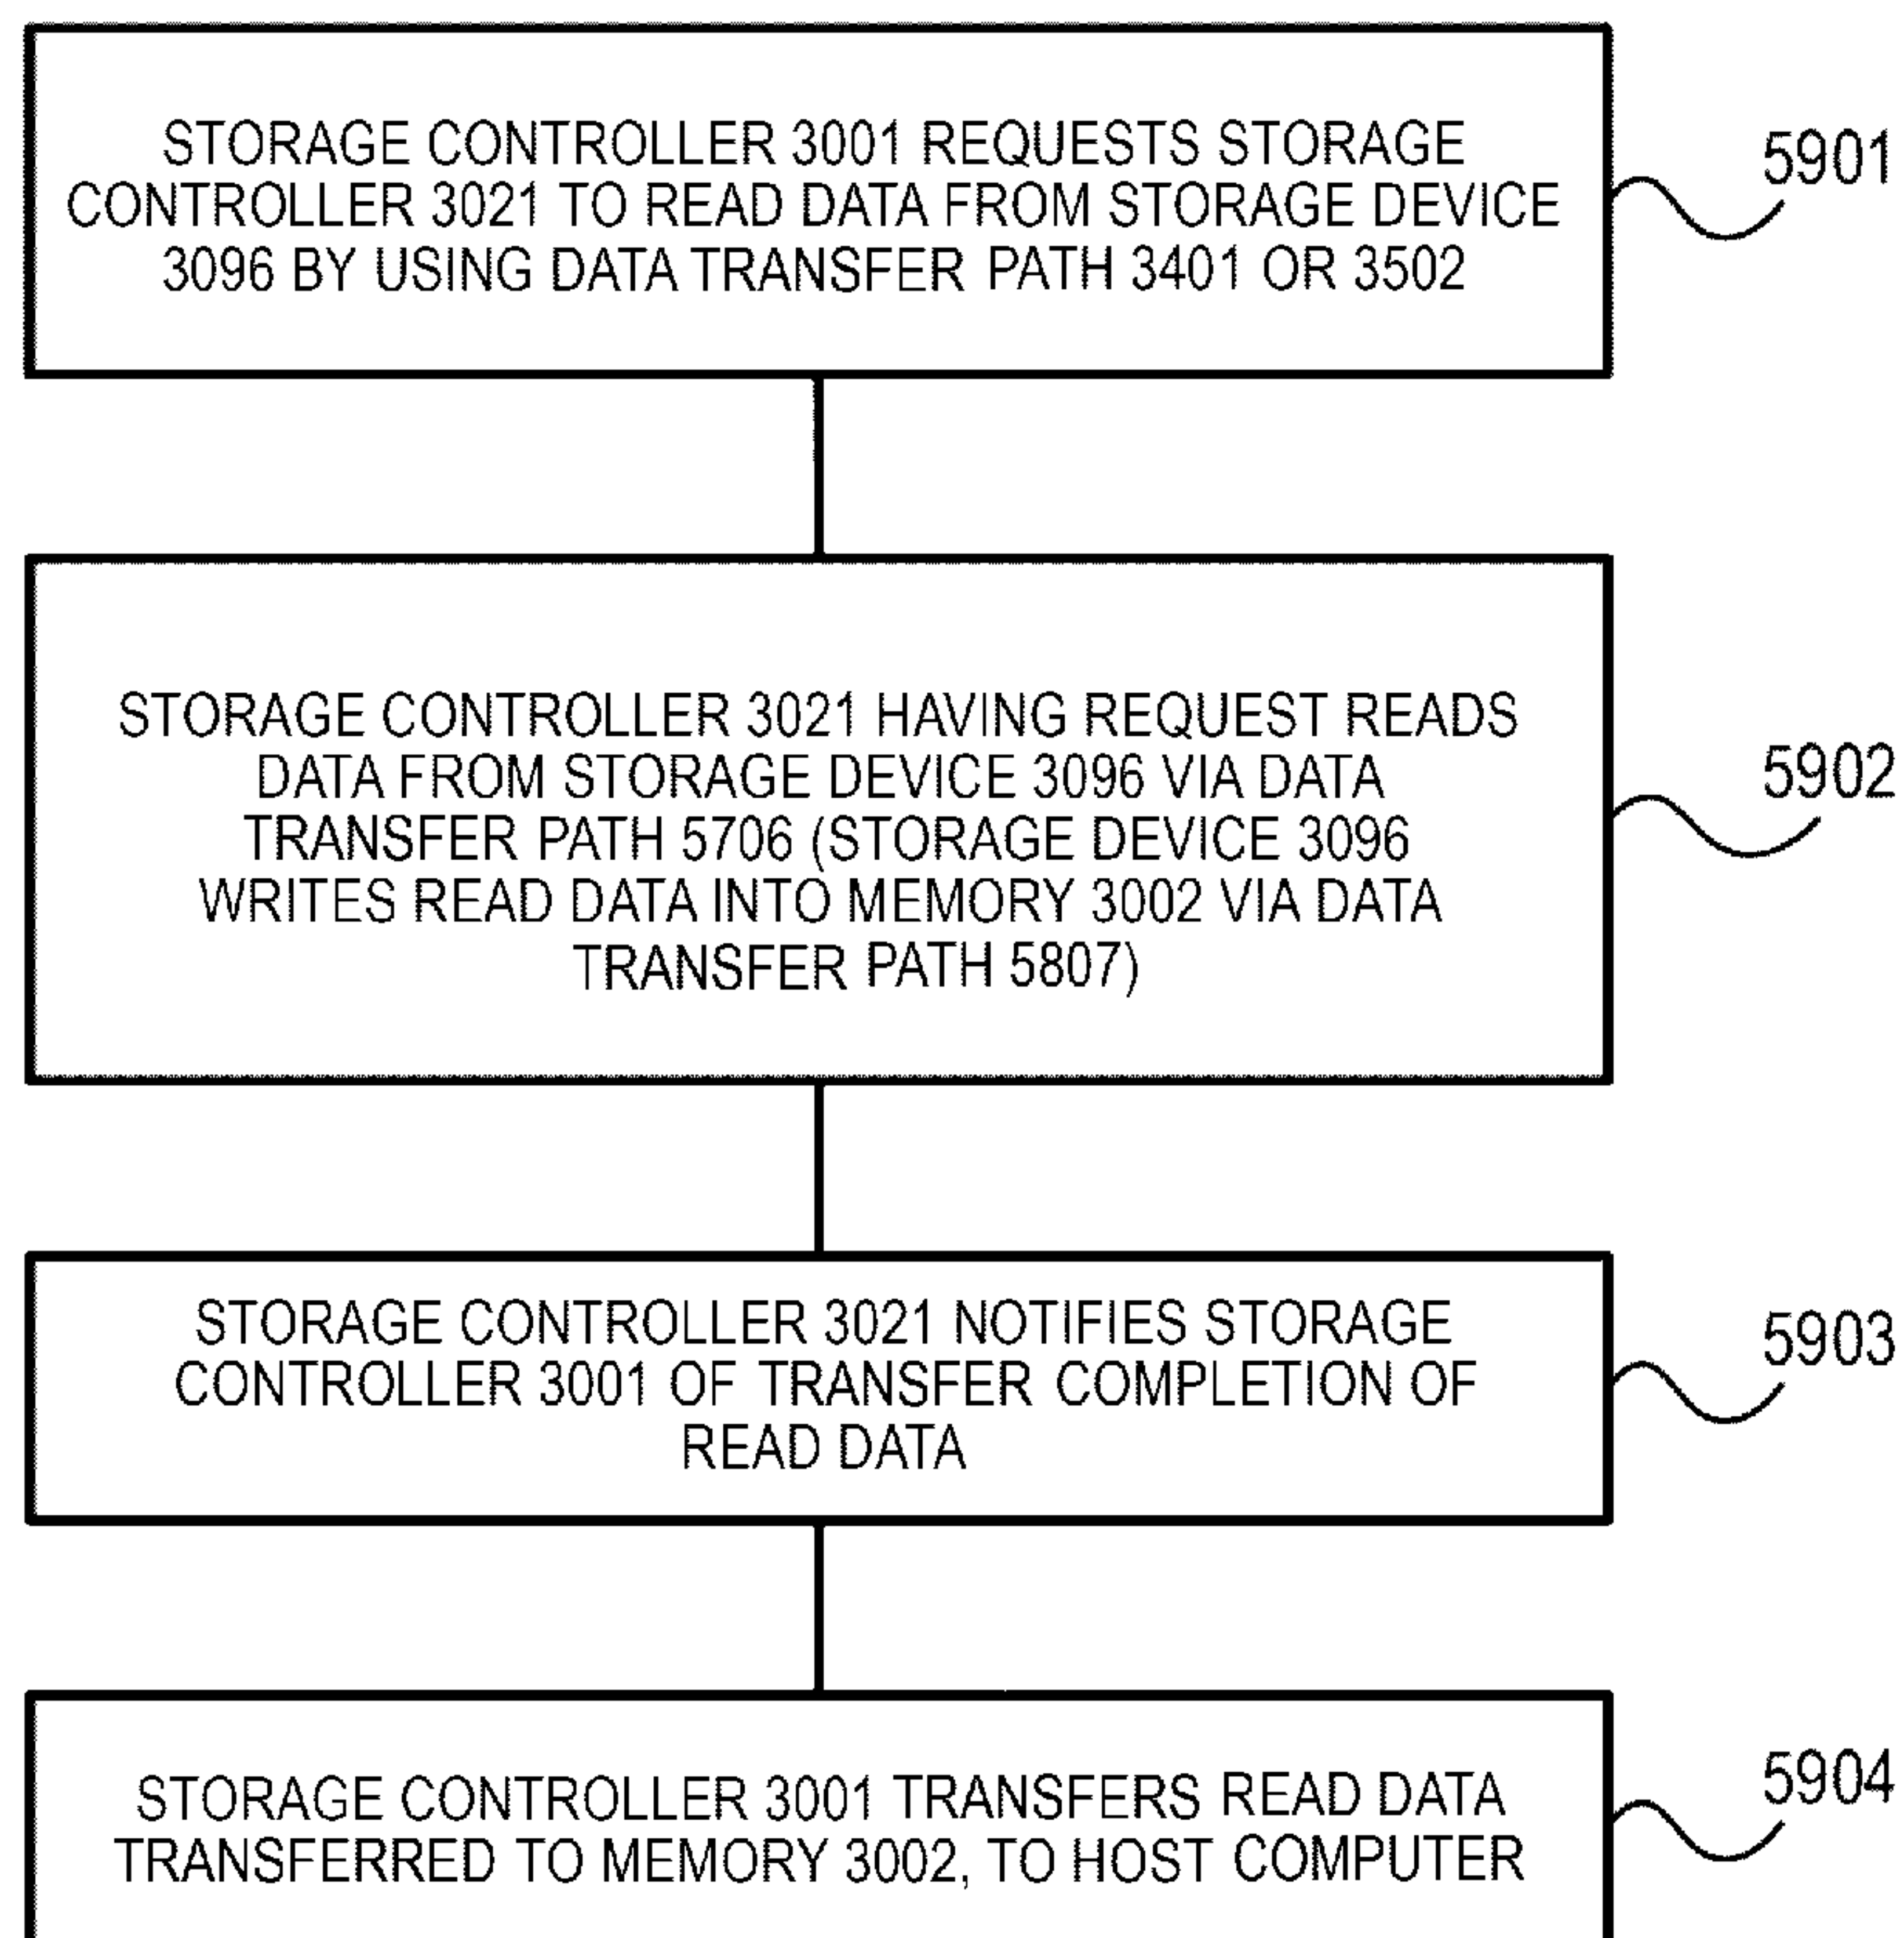 STORAGE CONTROLLER 3001 REQUESTS STORAGE
CONTROLLER 3021 TO READ DATA FROM STORAGE DEVICE
3096 BY USING DATA TRANSFER PATH 3401 OR 3502
5901
STORAGE CONTROLLER 3021 HAVING REQUEST READS
DATA FROM STORAGE DEVICE 3096 VIA DATA
TRANSFER PATH 5706 (STORAGE DEVICE 3096
WRITES READ DATA INTO MEMORY 3002 VIA DATA
TRANSFER PATH 5807)
5902
STORAGE CONTROLLER 3021 NOTIFIES STORAGE
CONTROLLER 3001 OF TRANSFER COMPLETION OF
READ DATA
5903
STORAGE CONTROLLER 3001 TRANSFERS READ DATA
TRANSFERRED TO MEMORY 3002, TO HOST COMPUTER
5904